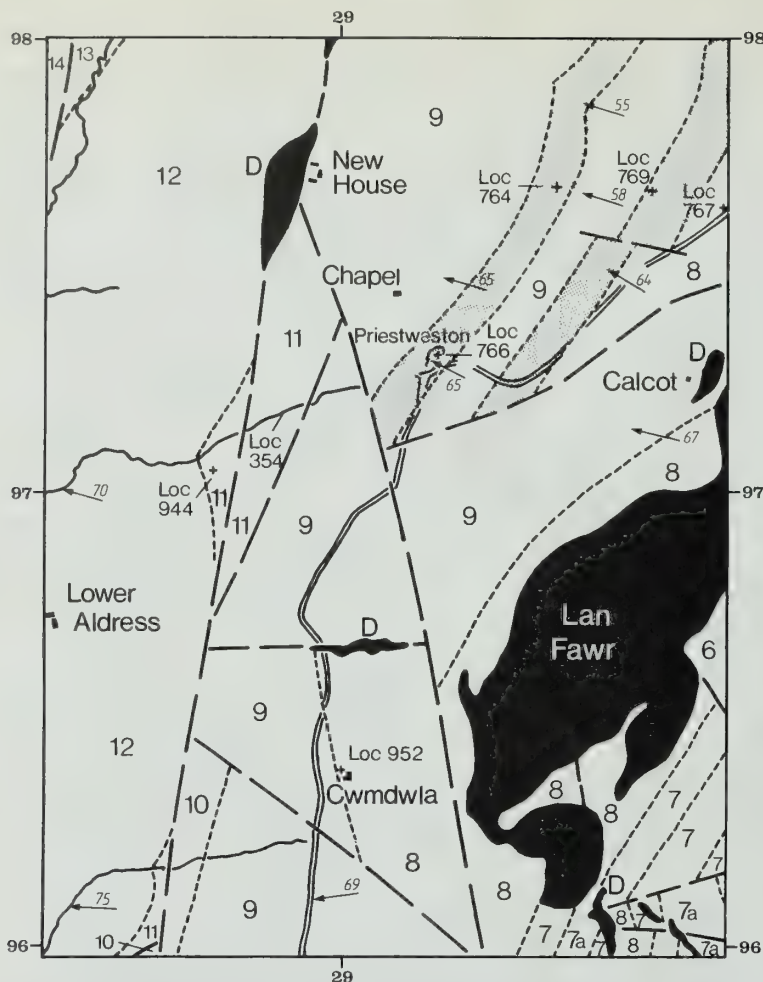 29
98
98
14
13
9
55
12
D
New
House
Loc
764
Loc
769
58
Loc
767
Chapel
65
9
64
8
11
Priestweston
Loc
766
65
D
Calcot
Loc
354
67
8
70
Loc
944
11
11
97
97
9
9
Lower
Aldress
Lan
Fawr
D
6
9
12
Loc 952
Cwmdwla
10
8
8
8
7
7
7
8
8
75
9
69
D
7a
7
7a
7
8
7
8
7a
10
11
96
96
29